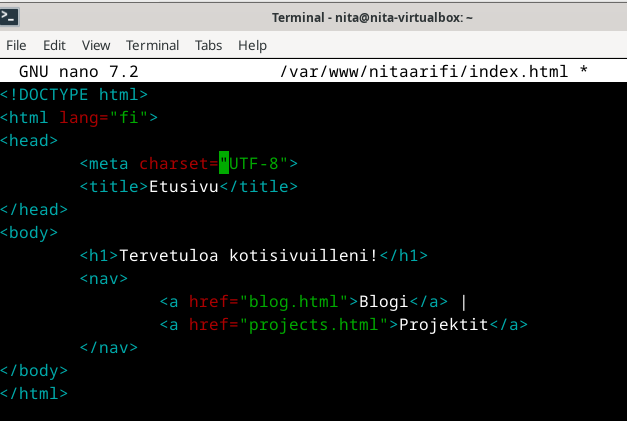 Terminal - nita@nita-virtualbox: ~
File Edit View Terminal Tabs Help
GNU nano 7.2 /var/www/nitaarifi/index.html *
<!DOCTYPE html>
<html lang="fi">
<head>
        <meta charset="UTF-8">
        <title>Etusivu</title>
</head>
<body>
        <h1>Tervetuloa kotisivuilleni!</h1>
        <nav>
                <a href="blog.html">Blogi</a> |
                <a href="projects.html">Projektit</a>
        </nav>
</body>
</html>